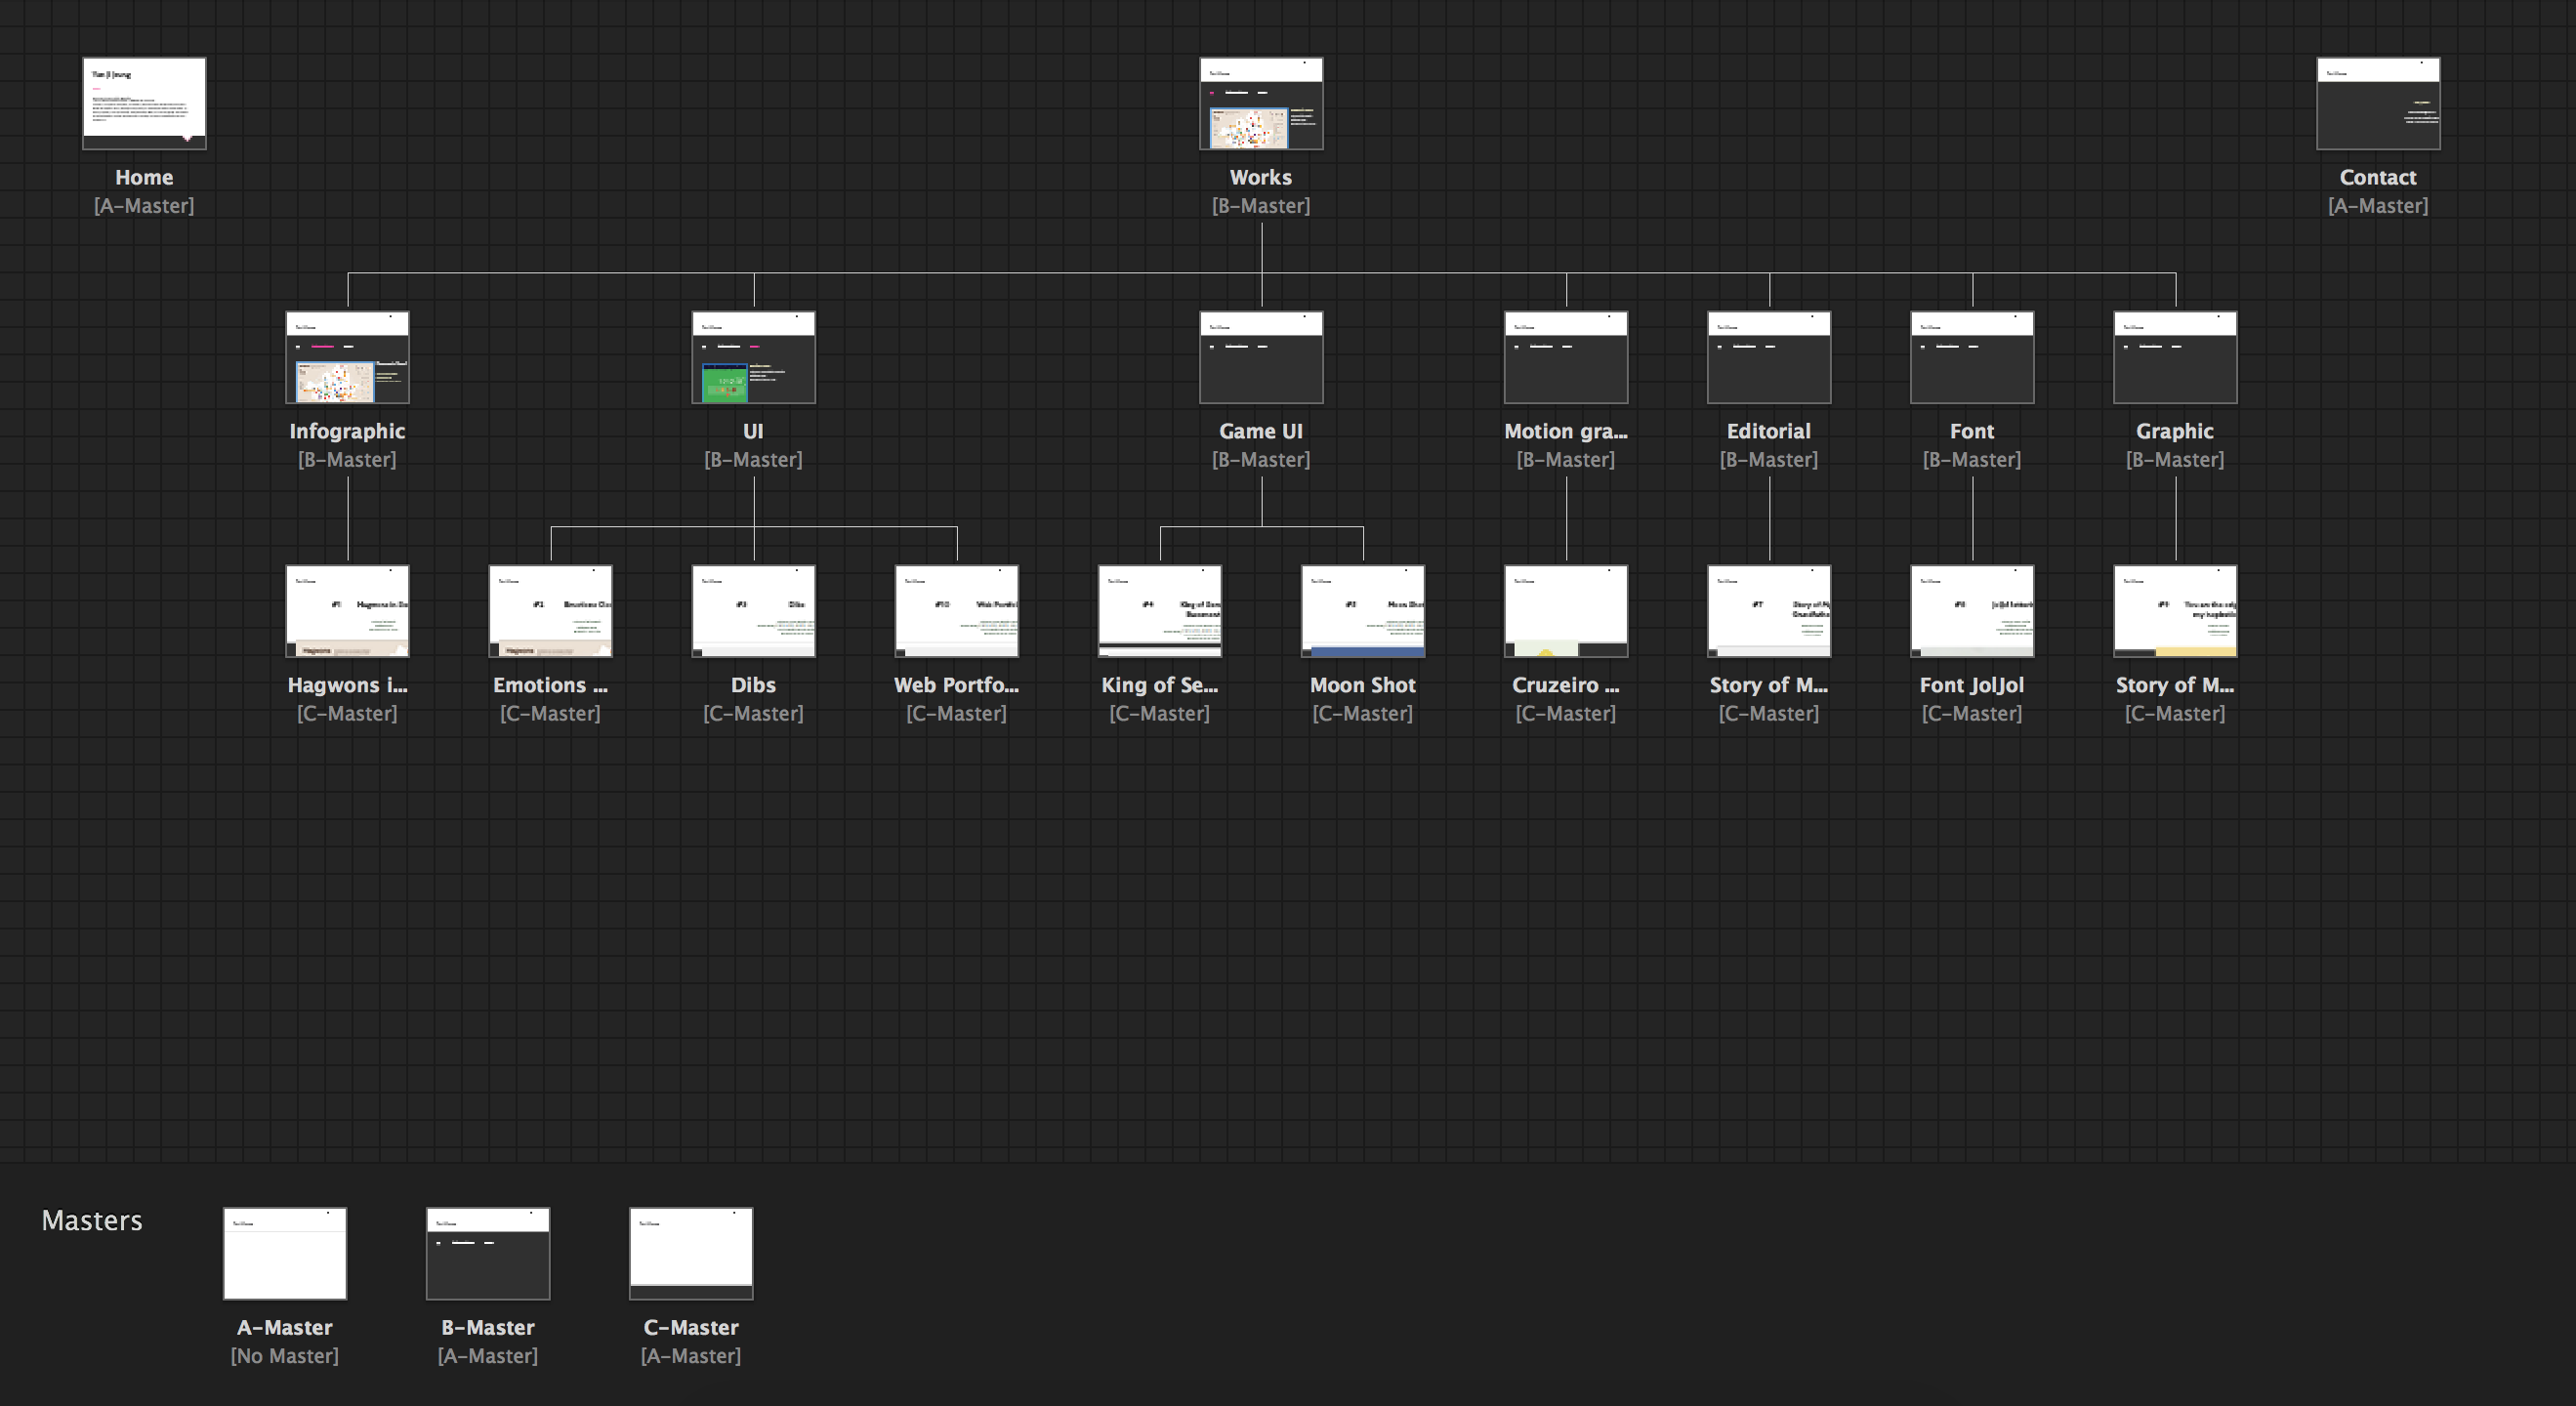 Home
[A-Master]
Works
[B-Master]
Contact
[A-Master]
Infographic
[B-Master]
UI
[B-Master]
Game UI
[B-Master]
Motion gra...
[B-Master]
Editorial
[B-Master]
Font
[B-Master]
Graphic
[B-Master]
Hagwons i...
[C-Master]
Emotions ...
[C-Master]
Dibs
[C-Master]
Web Portfo...
[C-Master]
King of Se...
[C-Master]
Moon Shot
[C-Master]
Cruzeiro ...
[C-Master]
Story of M...
[C-Master]
Font JolJol
[C-Master]
Story of M...
[C-Master]
Masters
A-Master
[No Master]
B-Master
[A-Master]
C-Master
[A-Master]